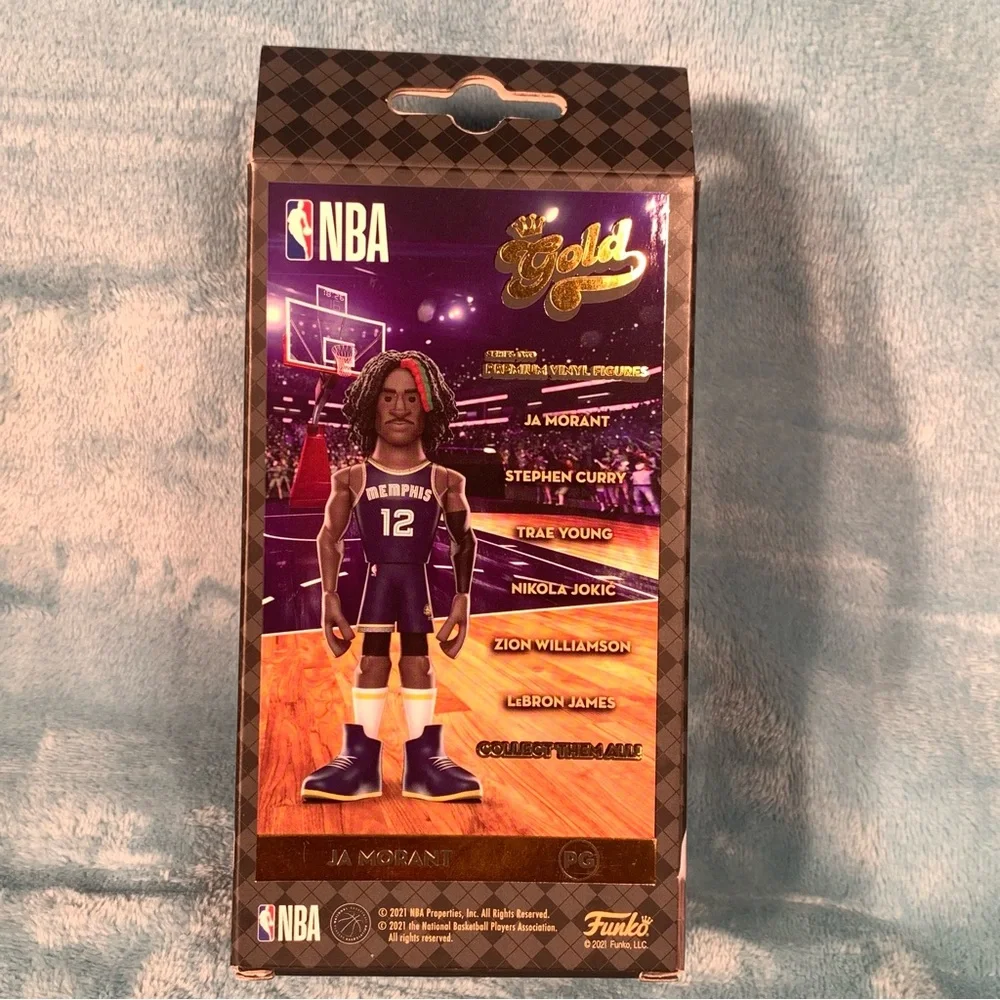 NBA
Gold
18:26
SERIES TWO
PREMIUM VINYL FIGURES
JA MORANT
STEPHEN CURRY
TRAE YOUNG
NIKOLA JOKIĆ
ZION WILLIAMSON
LeBRON JAMES
COLLECT THEM ALL!
MEMPHIS
12
JA MORANT
PG
NBA
© 2021 NBA Properties, Inc. All Rights Reserved.
© 2021 the National Basketball Players Association.
All rights reserved.
Funko
© 2021 Funko, LLC.